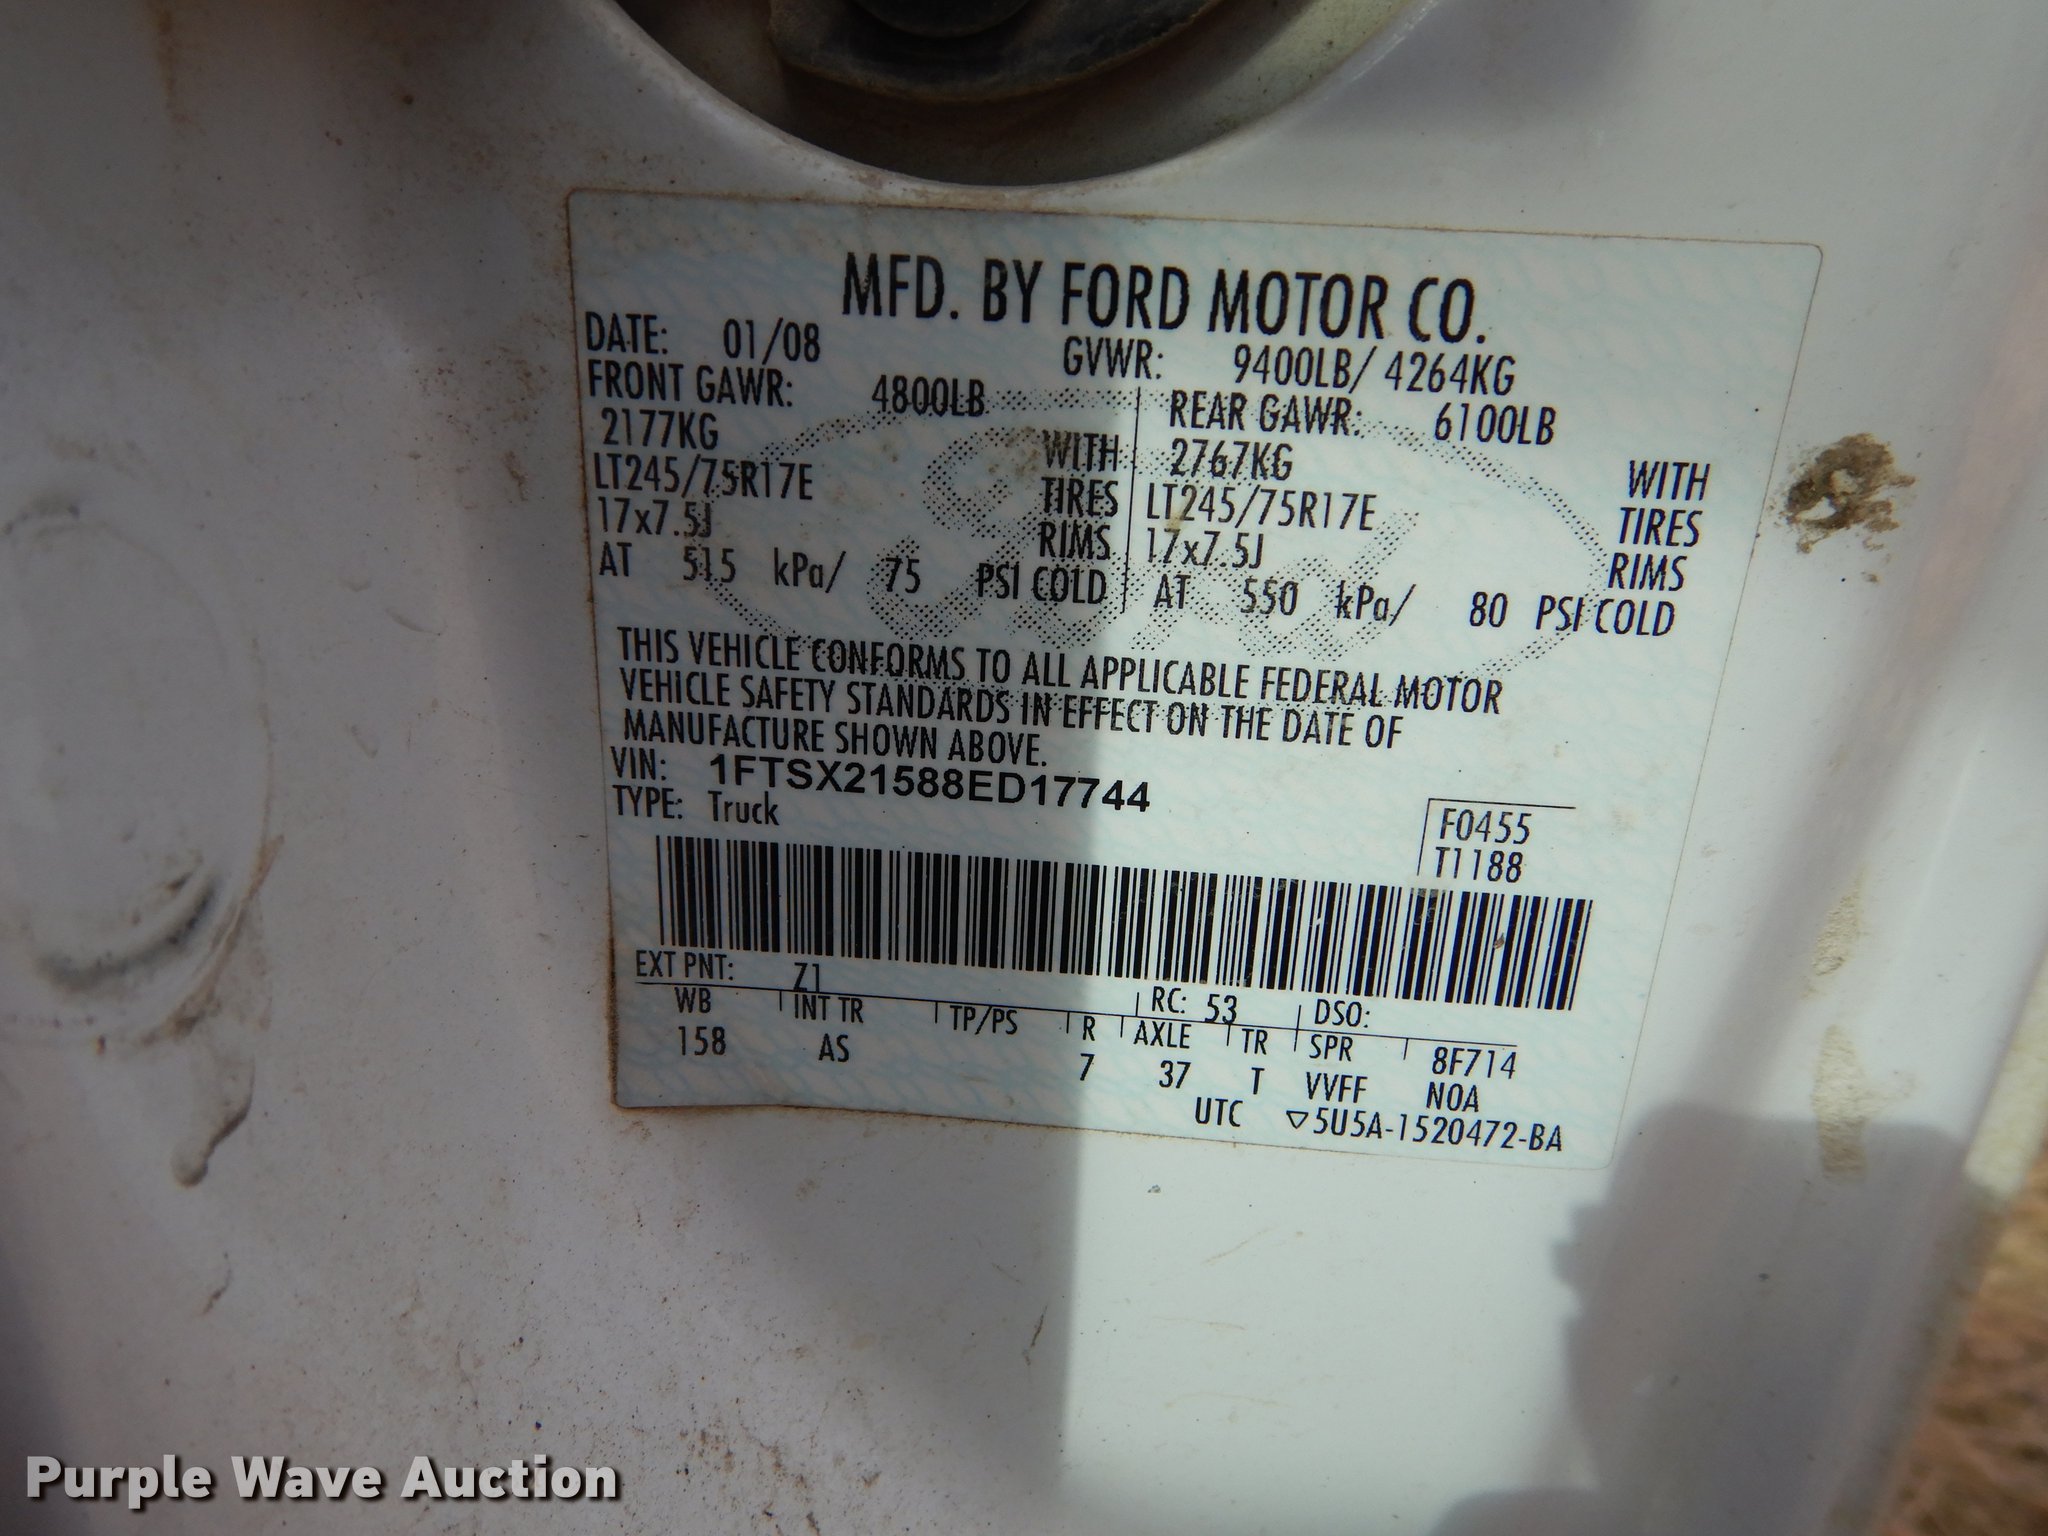 MFD. BY FORD MOTOR CO.
DATE: 01/08 GVWR: 9400LB/ 4264KG
FRONT GAWR: 4800LB REAR GAWR: 6100LB
2177KG WITH 2767KG WITH
LT245/75R17E TIRES LT245/75R17E TIRES
17x7.5J RIMS 17x7.5J RIMS
AT 515 kPa/ 75 PSI COLD AT 550 kPa/ 80 PSI COLD
THIS VEHICLE CONFORMS TO ALL APPLICABLE FEDERAL MOTOR
VEHICLE SAFETY STANDARDS IN EFFECT ON THE DATE OF
MANUFACTURE SHOWN ABOVE.
VIN: 1FTSX21588ED17744
TYPE: Truck
F0455
T1188
EXT PNT: Z1 RC: 53 DSO:
WB INT TR TP/PS R AXLE TR SPR 8F714
158 AS 7 37 T VVFF NOA
UTC ▽5U5A-1520472-BA
Ford
Purple Wave Auction